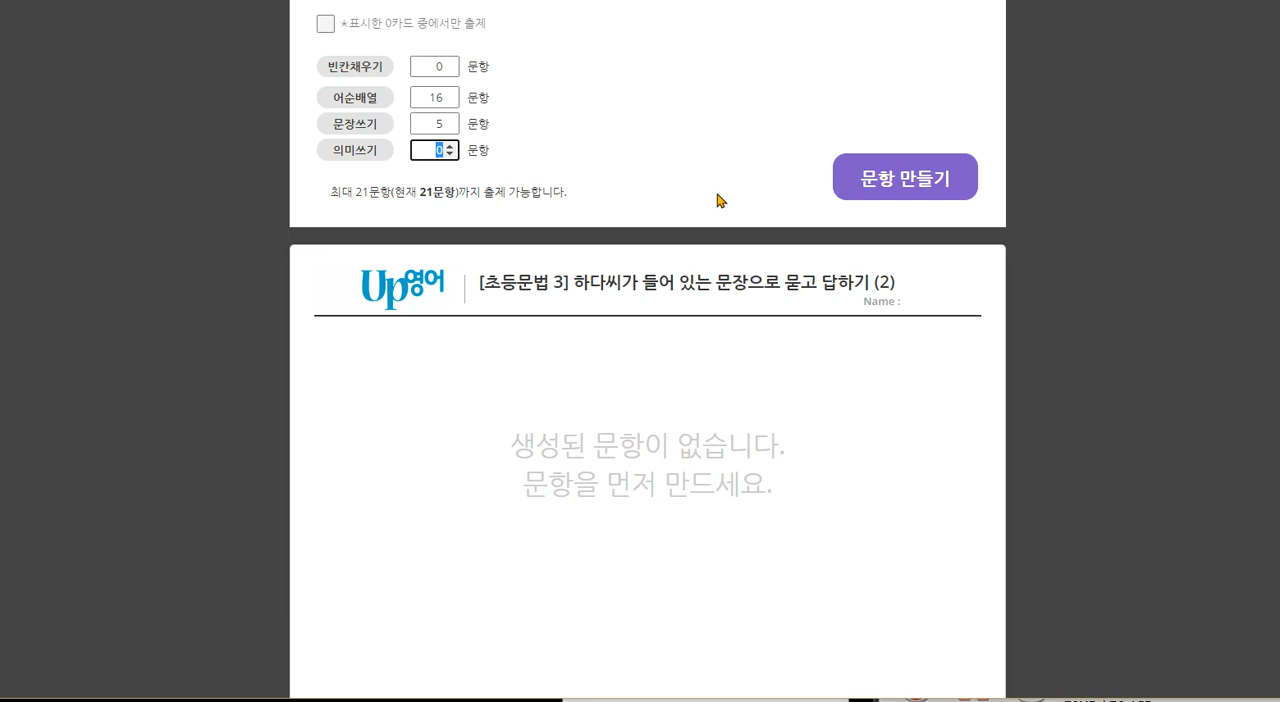 *표시한 0카드 중에서만 출제
빈칸채우기 0 문항
어순배열 16 문항
문장쓰기 5 문항
의미쓰기 0 문항
최대 21문항(현재 21문항)까지 출제 가능합니다.
문항 만들기
Up영어 [초등문법 3] 하다씨가 들어 있는 문장으로 묻고 답하기 (2)
Name :
생성된 문항이 없습니다.
문항을 먼저 만드세요.